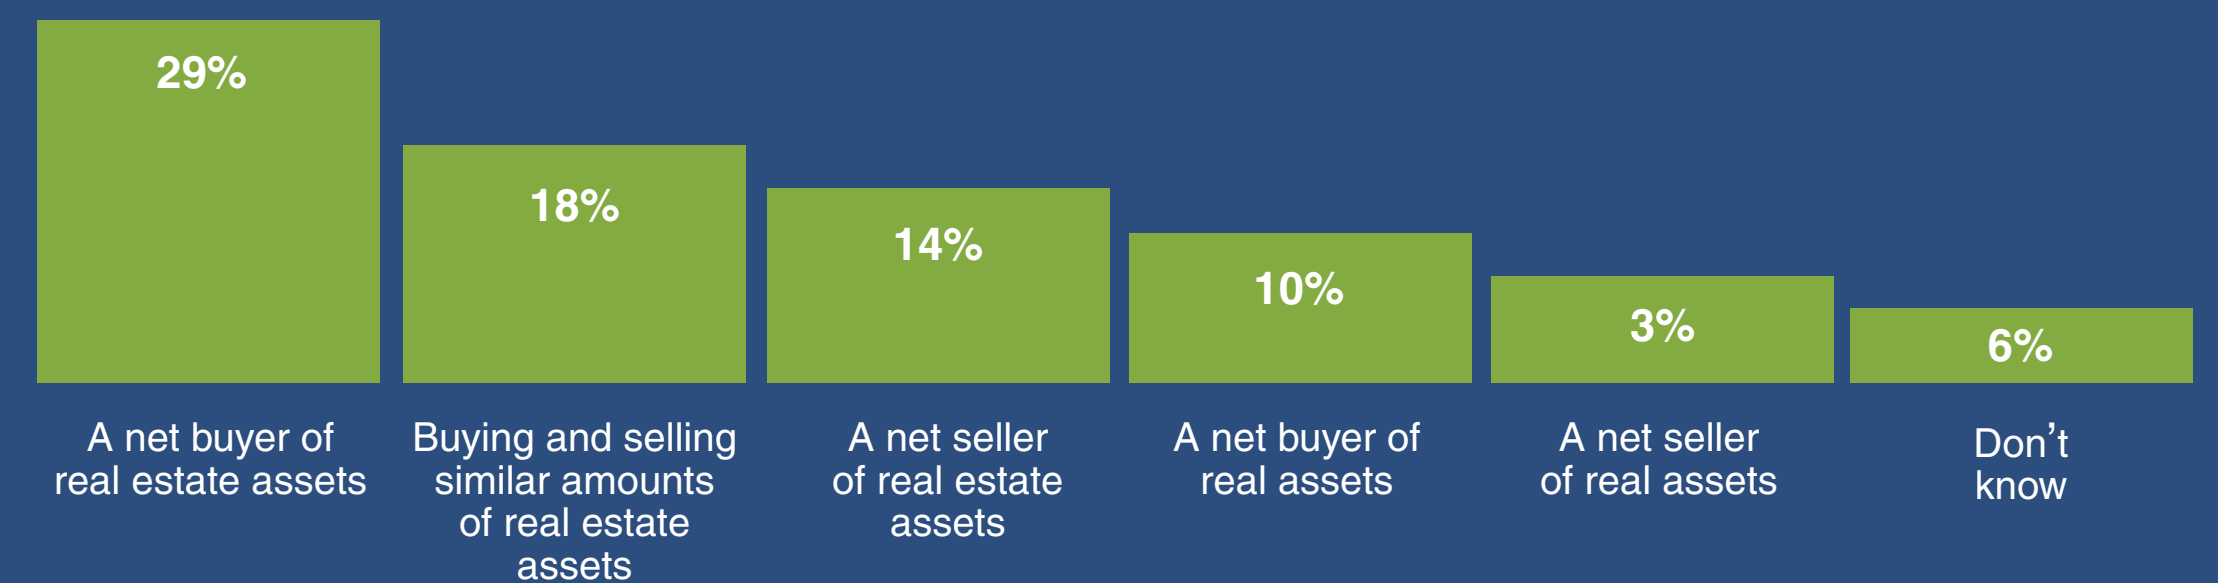 29%
18%
14%
10%
3%
6%
A net buyer of
real estate assets
Buying and selling
similar amounts
of real estate
assets
A net seller
of real estate
assets
A net buyer of
real assets
A net seller
of real assets
Don’t
know